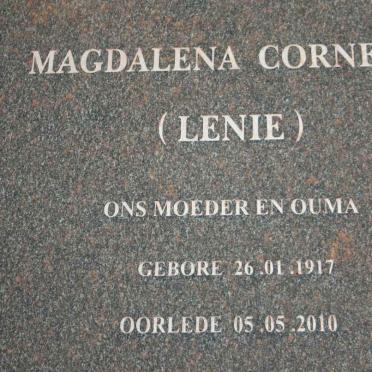 MAGDALENA CORNE
( LENIE )
ONS MOEDER EN OUMA
GEBORE 26 .01 .1917
OORLEDE 05 .05 .2010